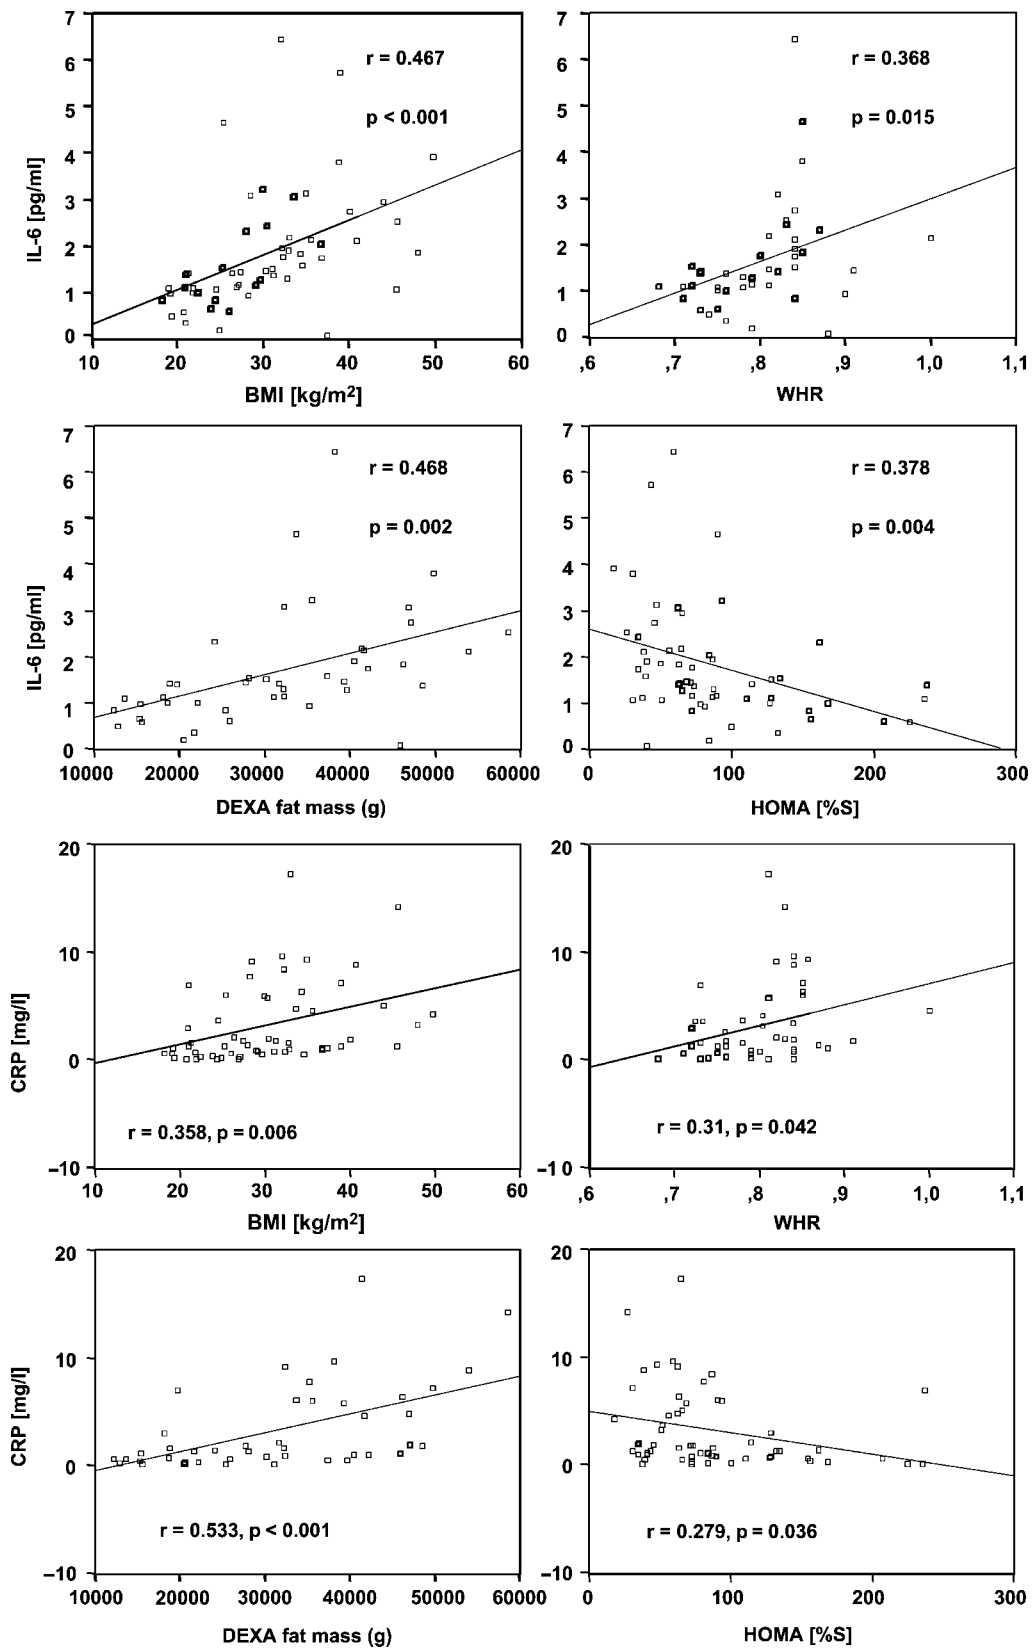 7
6
5
4
3
2
1
0
IL-6 [pg/ml]
r = 0.467
p < 0.001
10 20 30 40 50 60
BMI [kg/m²]
7
6
5
4
3
2
1
0
r = 0.368
p = 0.015
,6 ,7 ,8 ,9 1,0 1,1
WHR
7
6
5
4
3
2
1
0
IL-6 [pg/ml]
r = 0.468
p = 0.002
10000 20000 30000 40000 50000 60000
DEXA fat mass (g)
7
6
5
4
3
2
1
0
r = 0.378
p = 0.004
0 100 200 300
HOMA [%S]
20
10
0
−10
CRP [mg/l]
r = 0.358, p = 0.006
10 20 30 40 50 60
BMI [kg/m²]
20
10
0
−10
r = 0.31, p = 0.042
,6 ,7 ,8 ,9 1,0 1,1
WHR
20
10
0
−10
CRP [mg/l]
r = 0.533, p < 0.001
10000 20000 30000 40000 50000 60000
DEXA fat mass (g)
20
10
0
−10
r = 0.279, p = 0.036
0 100 200 300
HOMA [%S]